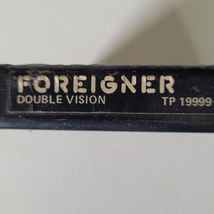 FOREIGNER
DOUBLE VISION TP 19999